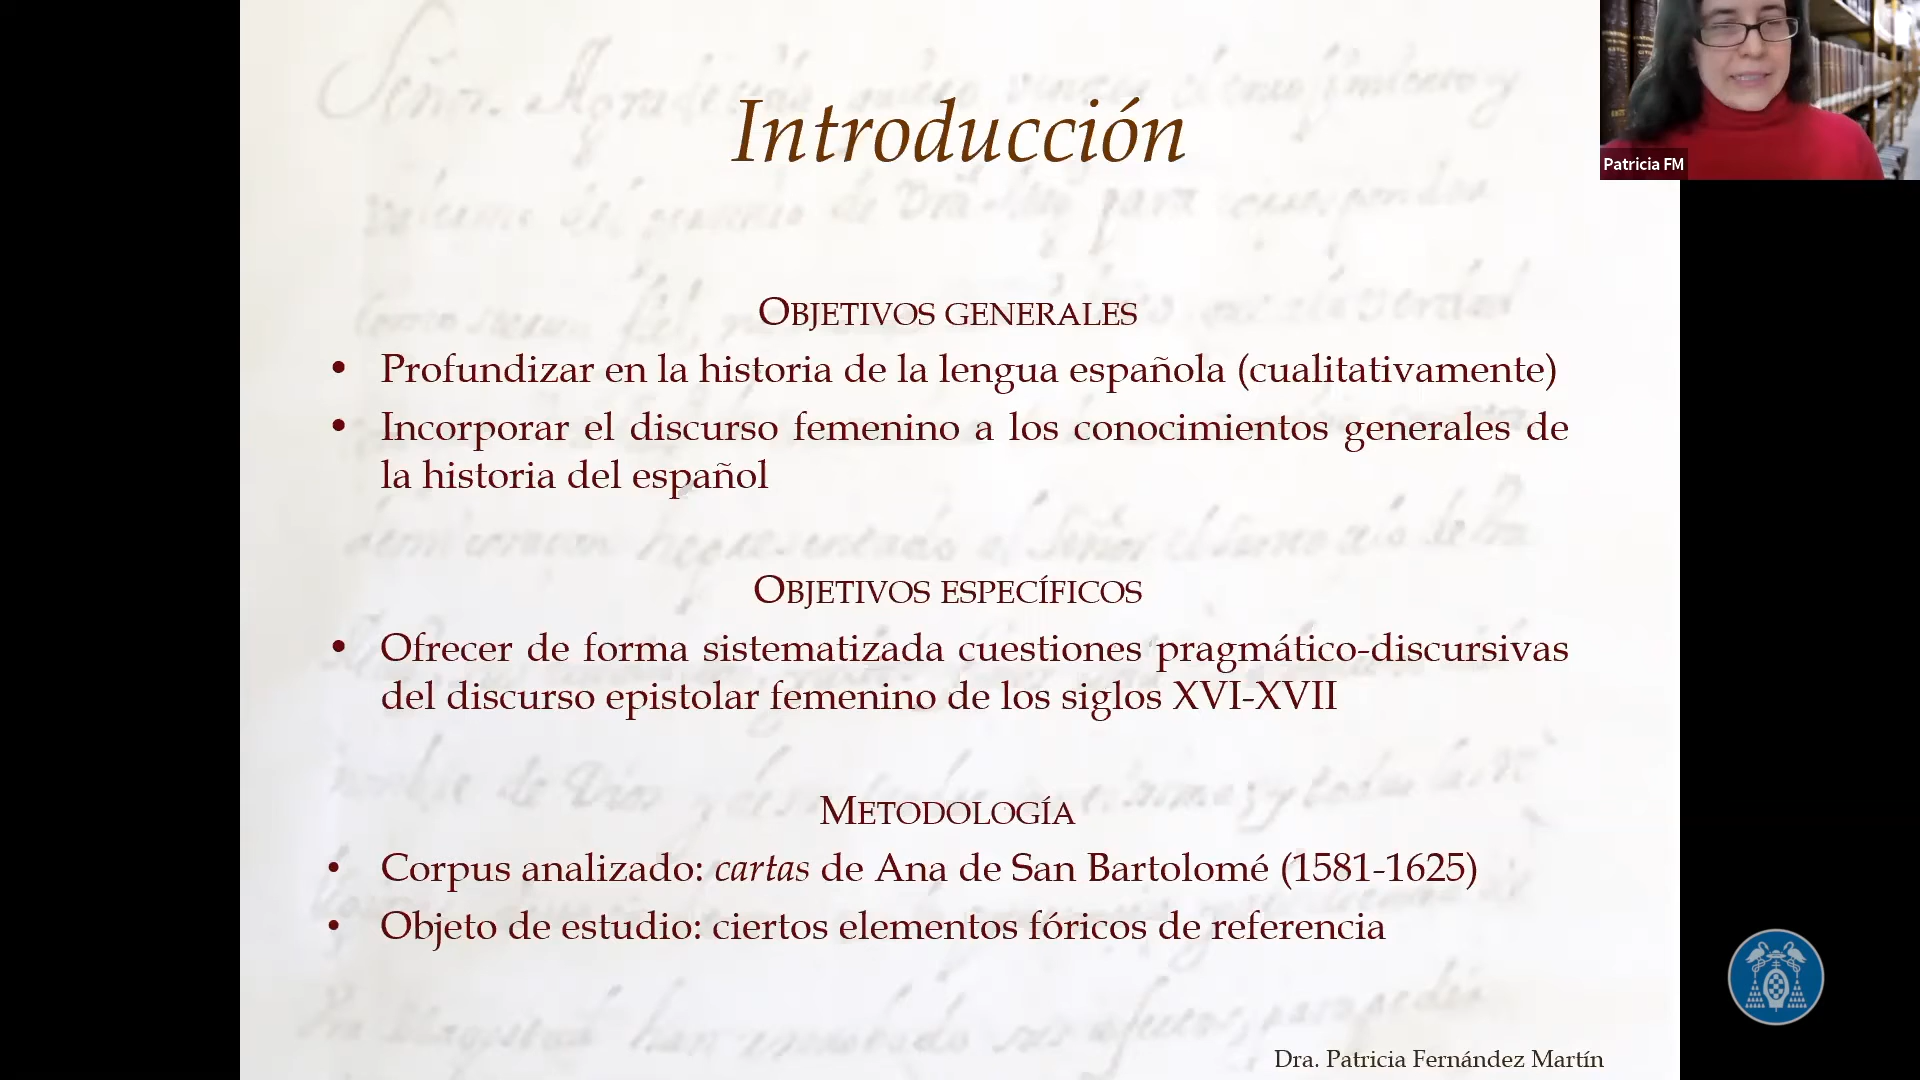 Introducción
Patricia FM
OBJETIVOS GENERALES
• Profundizar en la historia de la lengua española (cualitativamente)
• Incorporar el discurso femenino a los conocimientos generales de
la historia del español
OBJETIVOS ESPECÍFICOS
• Ofrecer de forma sistematizada cuestiones pragmático-discursivas
del discurso epistolar femenino de los siglos XVI-XVII
METODOLOGÍA
• Corpus analizado: cartas de Ana de San Bartolomé (1581-1625)
• Objeto de estudio: ciertos elementos fóricos de referencia
Dra. Patricia Fernández Martín